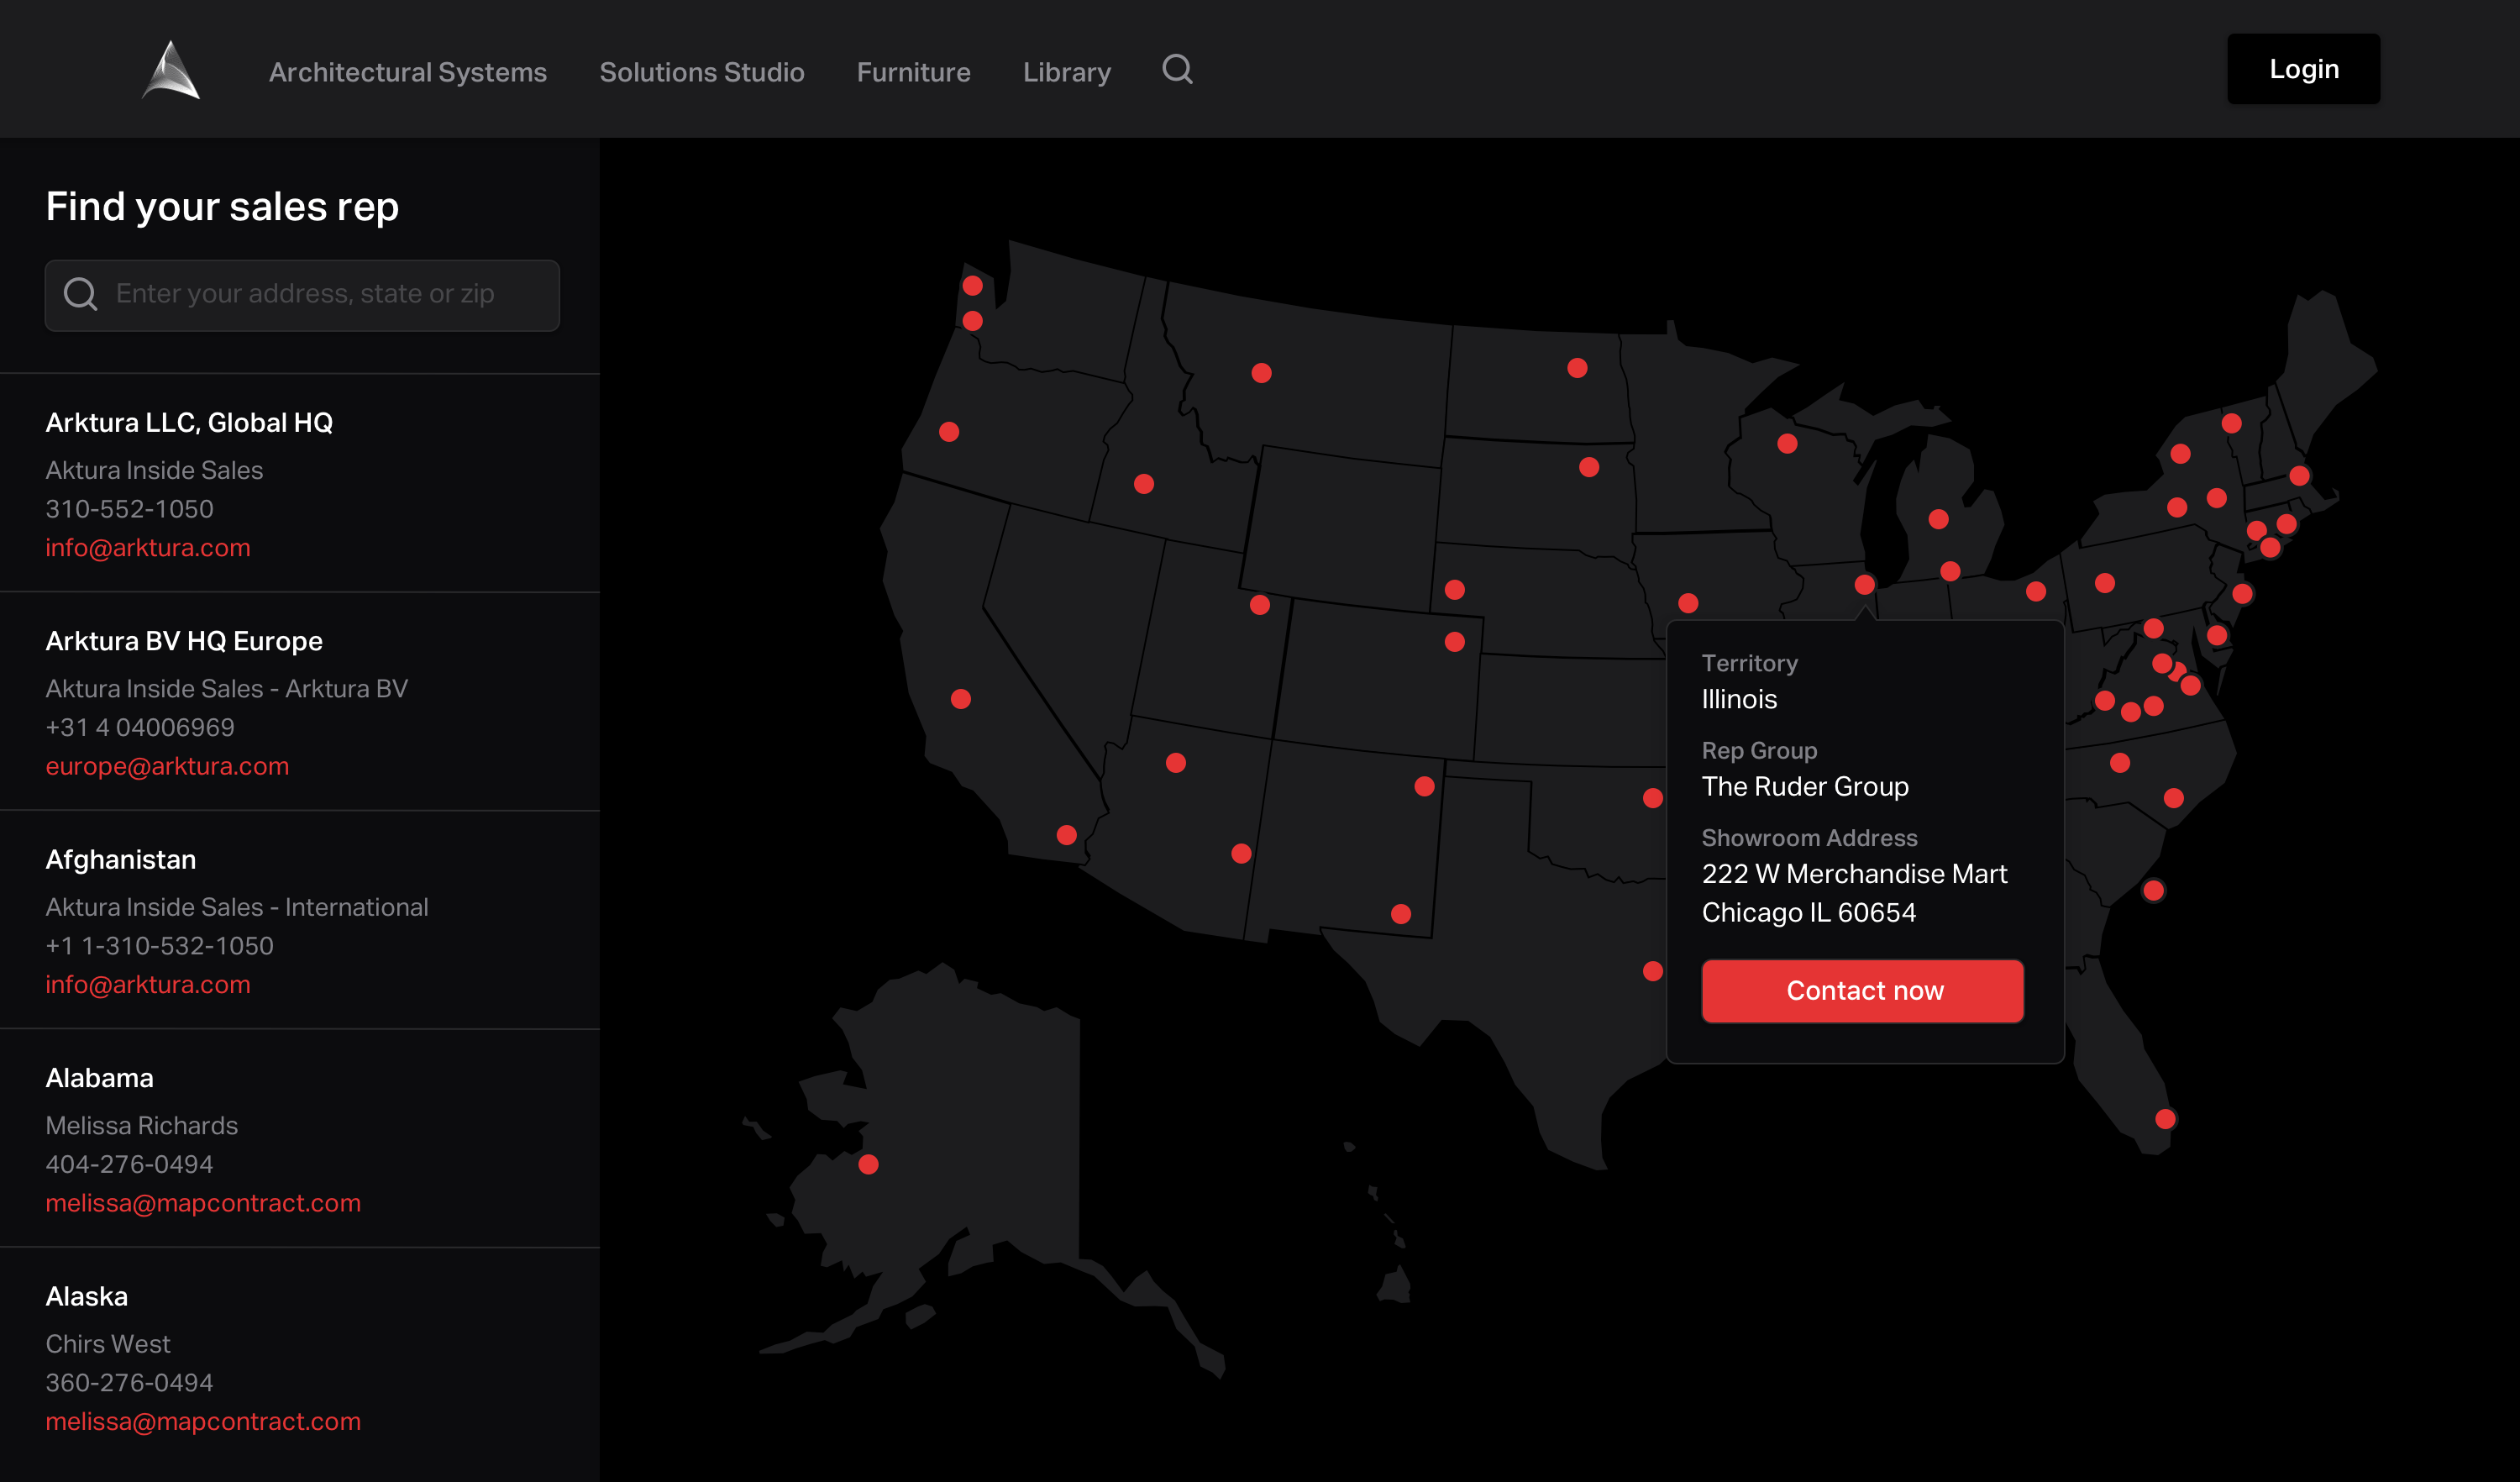 Architectural Systems
Solutions Studio
Furniture
Library
Login
Find your sales rep
Enter your address, state or zip
Arktura LLC, Global HQ
Aktura Inside Sales
310-552-1050
info@arktura.com
Arktura BV HQ Europe
Aktura Inside Sales - Arktura BV
+31 4 04006969
europe@arktura.com
Afghanistan
Aktura Inside Sales - International
+1 1-310-532-1050
info@arktura.com
Alabama
Melissa Richards
404-276-0494
melissa@mapcontract.com
Alaska
Chirs West
360-276-0494
melissa@mapcontract.com
Territory
Illinois
Rep Group
The Ruder Group
Showroom Address
222 W Merchandise Mart
Chicago IL 60654
Contact now